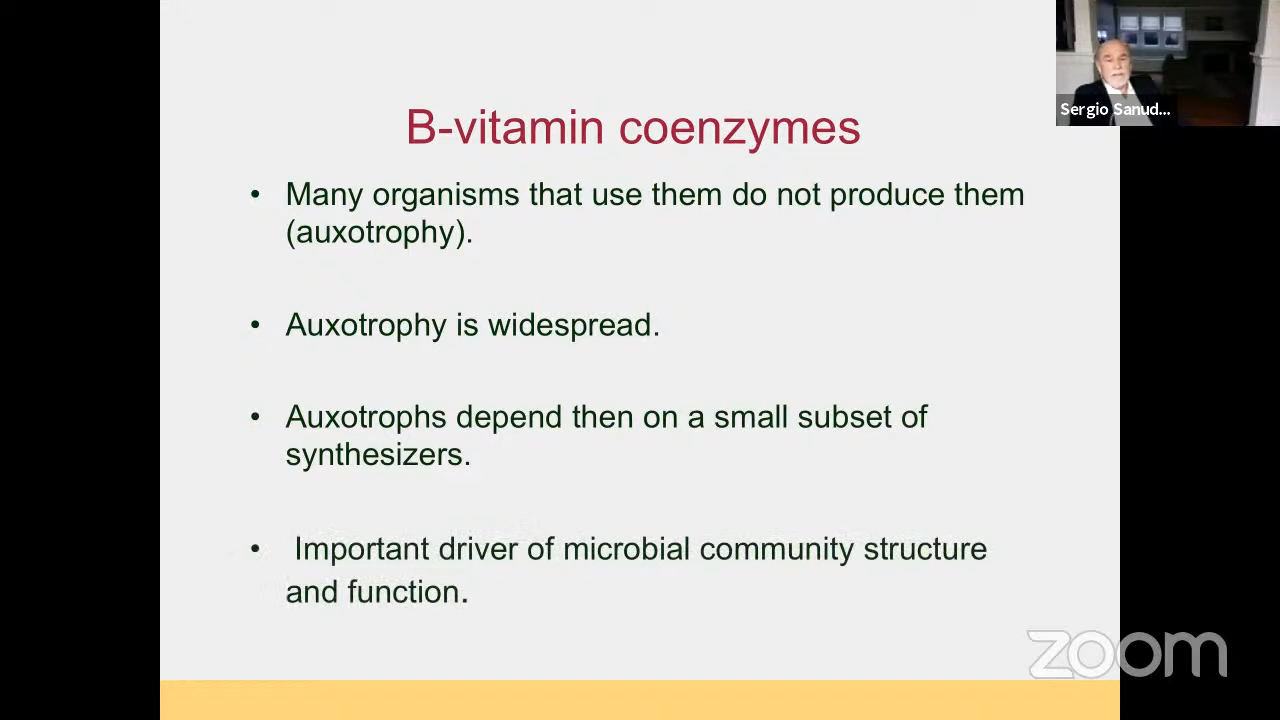 Sergio Sanud...
B-vitamin coenzymes
• Many organisms that use them do not produce them
(auxotrophy).
• Auxotrophy is widespread.
• Auxotrophs depend then on a small subset of
synthesizers.
• Important driver of microbial community structure
and function.
zoom